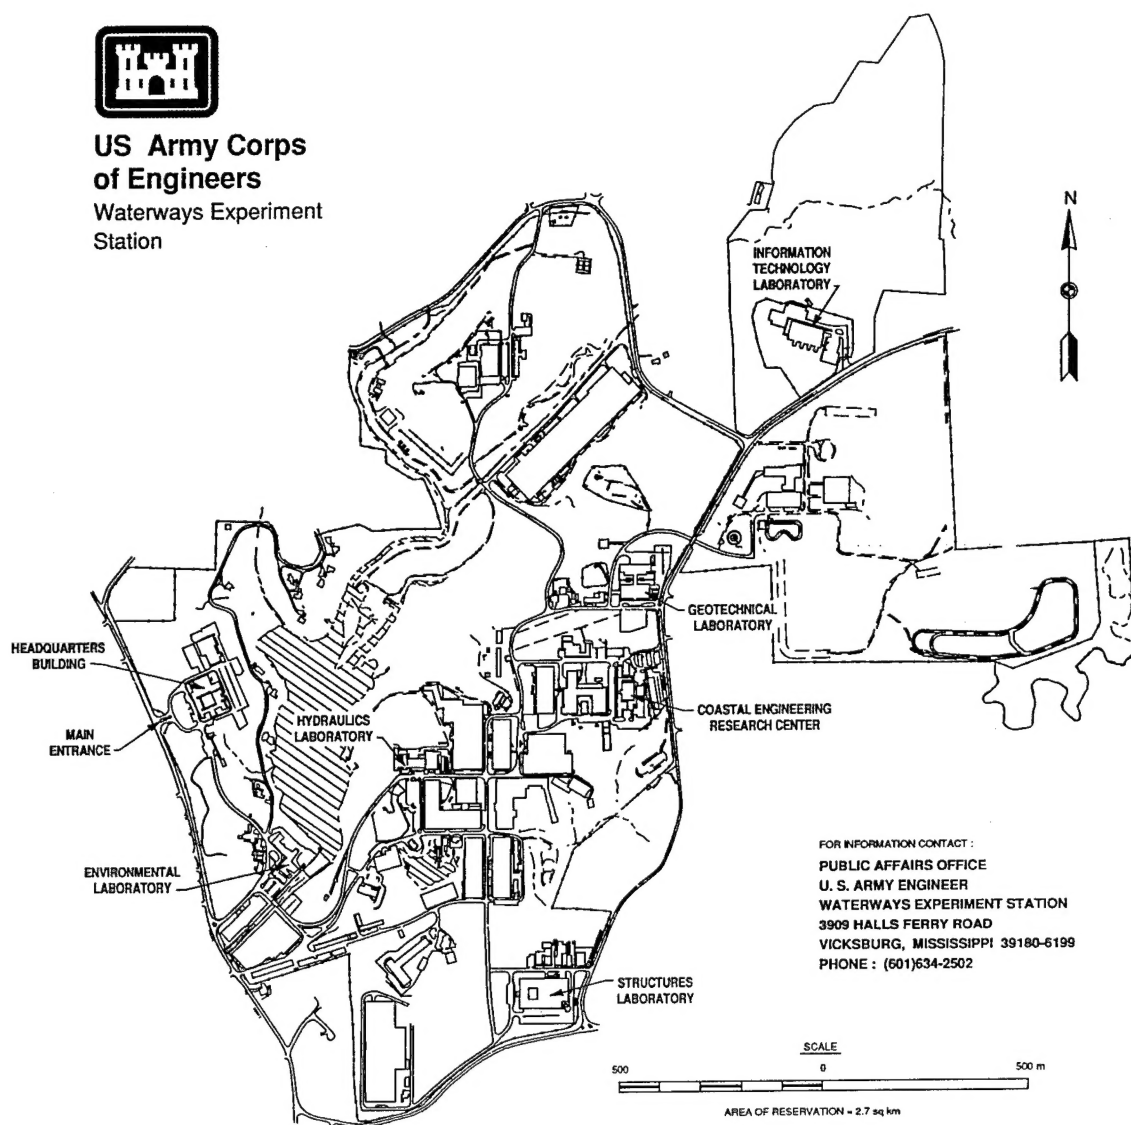 US Army Corps
of Engineers
Waterways Experiment
Station
N
INFORMATION
TECHNOLOGY
LABORATORY
GEOTECHNICAL
LABORATORY
HEADQUARTERS
BUILDING
MAIN
ENTRANCE
HYDRAULICS
LABORATORY
COASTAL ENGINEERING
RESEARCH CENTER
ENVIRONMENTAL
LABORATORY
STRUCTURES
LABORATORY
FOR INFORMATION CONTACT :
PUBLIC AFFAIRS OFFICE
U. S. ARMY ENGINEER
WATERWAYS EXPERIMENT STATION
3909 HALLS FERRY ROAD
VICKSBURG, MISSISSIPPI 39180-6199
PHONE : (601)634-2502
SCALE
500 0 500 m
AREA OF RESERVATION = 2.7 sq km